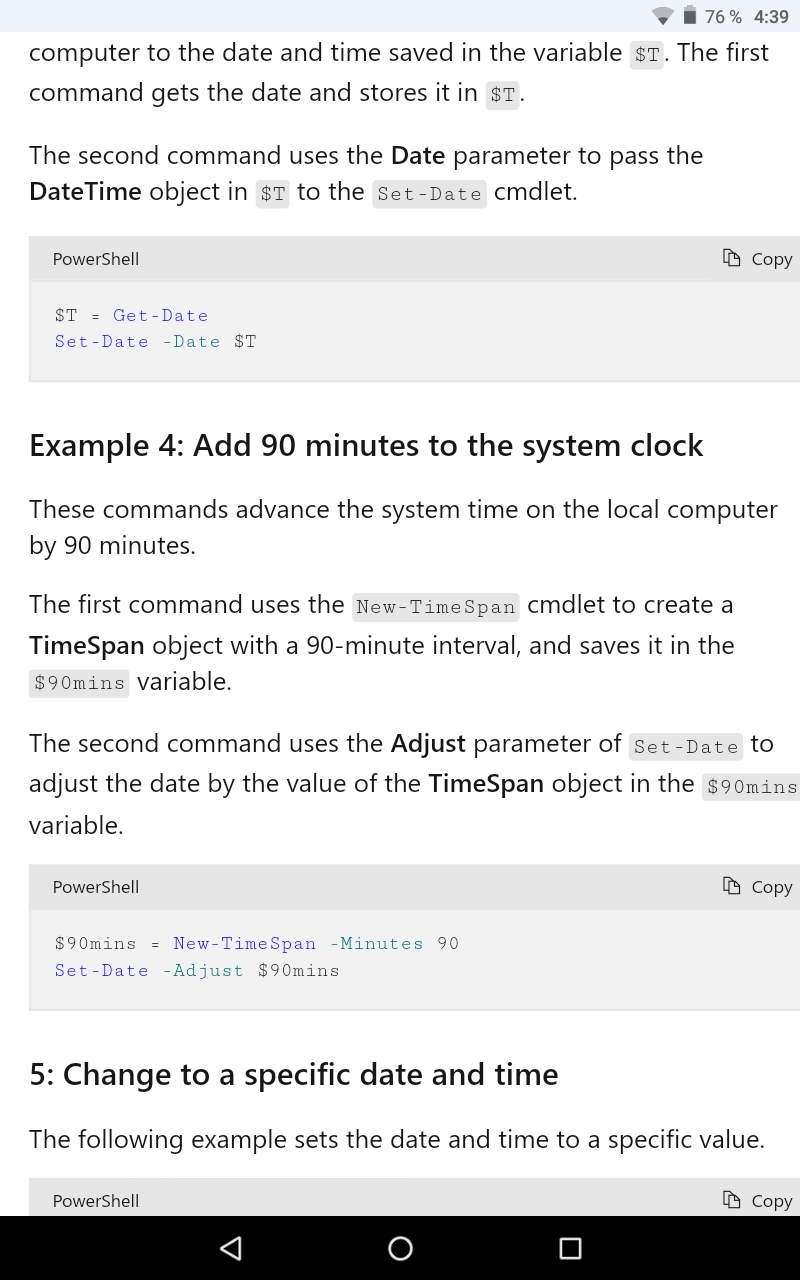 76 % 4:39
computer to the date and time saved in the variable $T. The first
command gets the date and stores it in $T.
The second command uses the Date parameter to pass the
DateTime object in $T to the Set-Date cmdlet.
PowerShell Copy
$T = Get-Date
Set-Date -Date $T
Example 4: Add 90 minutes to the system clock
These commands advance the system time on the local computer
by 90 minutes.
The first command uses the New-TimeSpan cmdlet to create a
TimeSpan object with a 90-minute interval, and saves it in the
$90mins variable.
The second command uses the Adjust parameter of Set-Date to
adjust the date by the value of the TimeSpan object in the $90mins
variable.
PowerShell Copy
$90mins = New-TimeSpan -Minutes 90
Set-Date -Adjust $90mins
5: Change to a specific date and time
The following example sets the date and time to a specific value.
PowerShell Copy